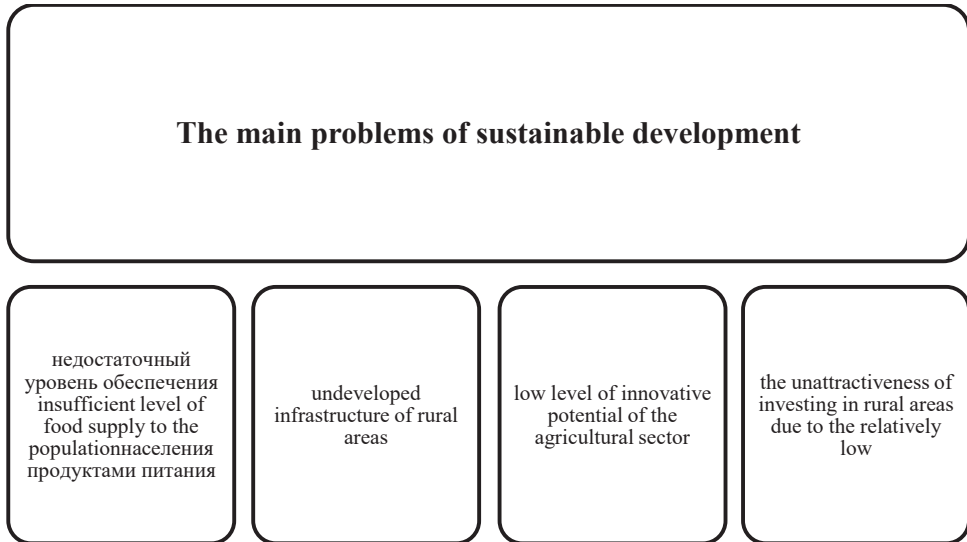 The main problems of sustainable development
недостаточный
уровень обеспечения
insufficient level of
food supply to the
populationнаселения
продуктами питания
undeveloped
infrastructure of rural
areas
low level of innovative
potential of the
agricultural sector
the unattractiveness of
investing in rural areas
due to the relatively
low